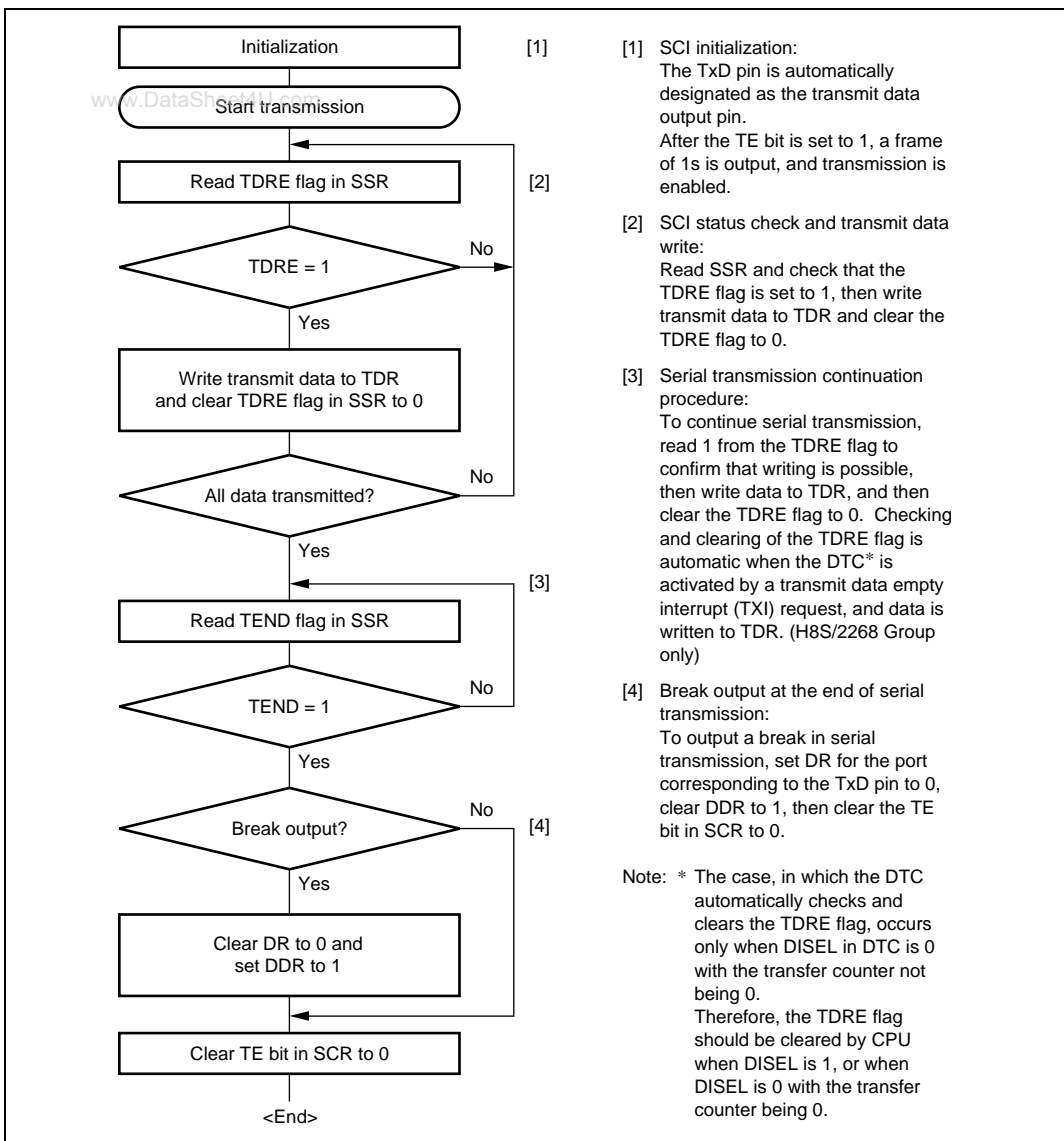 Initialization
[1]
www.DataSheet4U.com
Start transmission
Read TDRE flag in SSR
[2]
TDRE = 1
No
Yes
Write transmit data to TDR
and clear TDRE flag in SSR to 0
All data transmitted?
No
Yes
[3]
Read TEND flag in SSR
TEND = 1
No
Yes
Break output?
No
[4]
Yes
Clear DR to 0 and
set DDR to 1
Clear TE bit in SCR to 0
<End>
[1] SCI initialization:
The TxD pin is automatically
designated as the transmit data
output pin.
After the TE bit is set to 1, a frame
of 1s is output, and transmission is
enabled.
[2] SCI status check and transmit data
write:
Read SSR and check that the
TDRE flag is set to 1, then write
transmit data to TDR and clear the
TDRE flag to 0.
[3] Serial transmission continuation
procedure:
To continue serial transmission,
read 1 from the TDRE flag to
confirm that writing is possible,
then write data to TDR, and then
clear the TDRE flag to 0. Checking
and clearing of the TDRE flag is
automatic when the DTC* is
activated by a transmit data empty
interrupt (TXI) request, and data is
written to TDR. (H8S/2268 Group
only)
[4] Break output at the end of serial
transmission:
To output a break in serial
transmission, set DR for the port
corresponding to the TxD pin to 0,
clear DDR to 1, then clear the TE
bit in SCR to 0.
Note: * The case, in which the DTC
automatically checks and
clears the TDRE flag, occurs
only when DISEL in DTC is 0
with the transfer counter not
being 0.
Therefore, the TDRE flag
should be cleared by CPU
when DISEL is 1, or when
DISEL is 0 with the transfer
counter being 0.